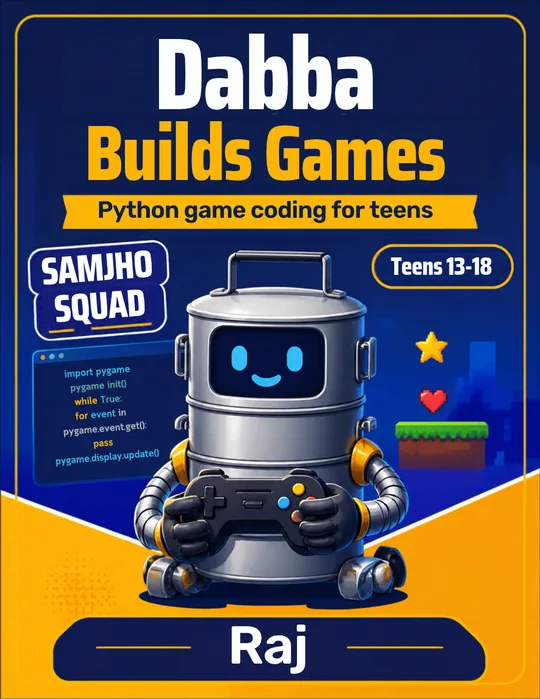 Dabba
Builds Games
Python game coding for teens
SAMJHO
SQUAD
Teens 13-18
import pygame
pygame init()
while True:
for event in
pygame.event.get():
pass
pygame.display.update()
Raj